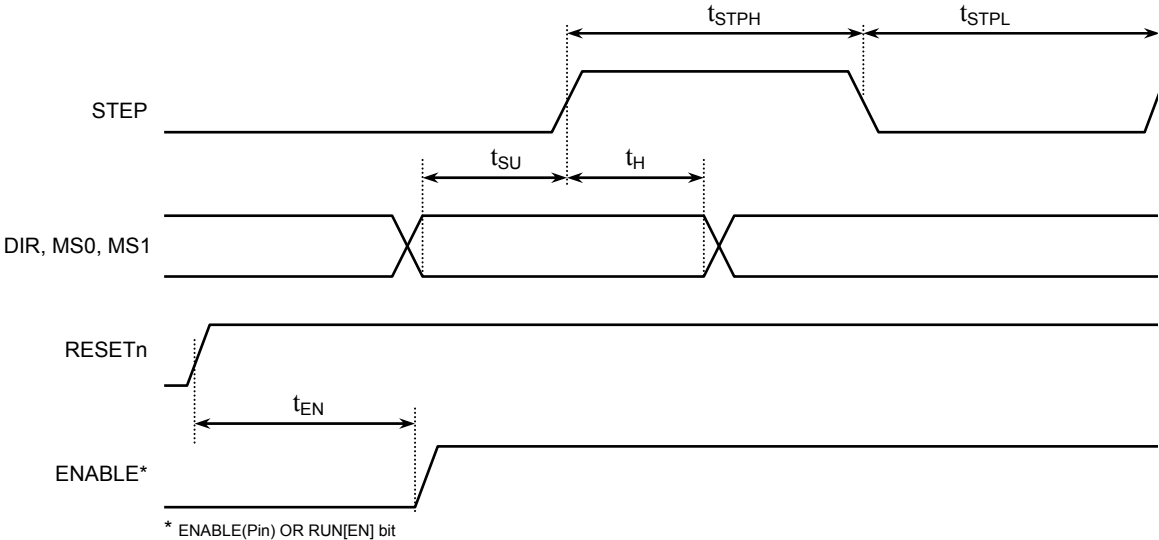 tSTPH tSTPL
STEP
tSU tH
DIR, MS0, MS1
RESETn
tEN
ENABLE*
* ENABLE(Pin) OR RUN[EN] bit